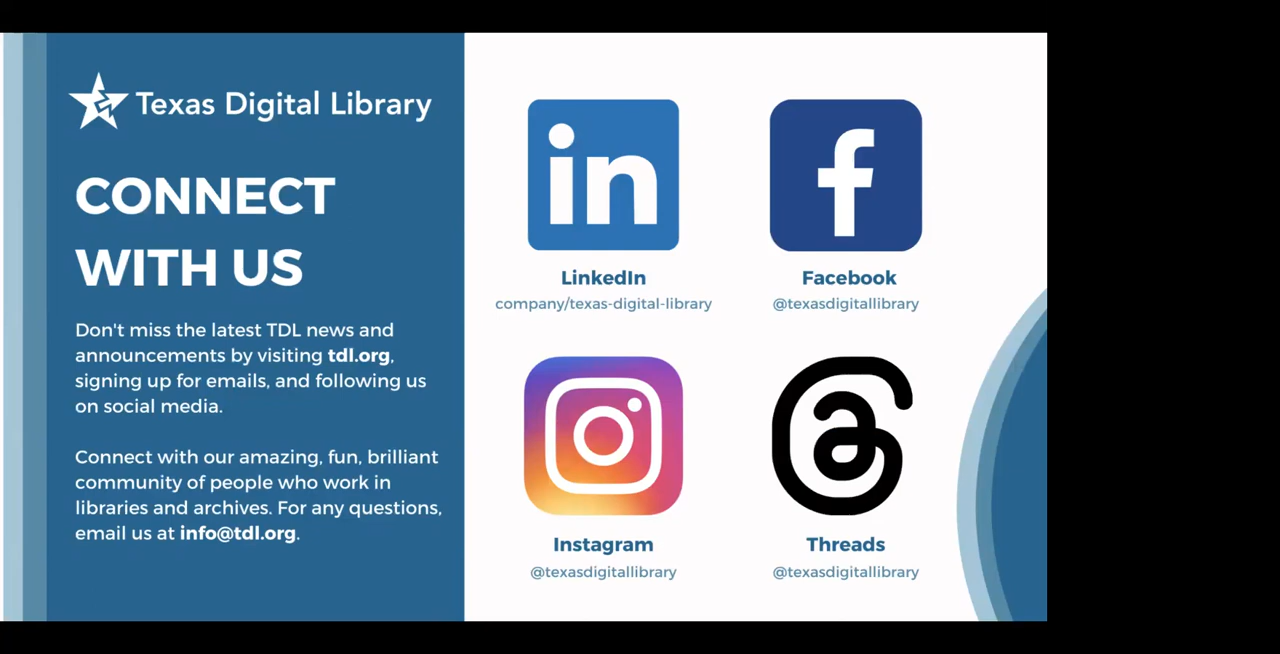 Texas Digital Library
CONNECT
WITH US
Don't miss the latest TDL news and
announcements by visiting tdl.org,
signing up for emails, and following us
on social media.
Connect with our amazing, fun, brilliant
community of people who work in
libraries and archives. For any questions,
email us at info@tdl.org.
in
f
LinkedIn
Facebook
company/texas-digital-library
@texasdigitallibrary
Instagram
Threads
@texasdigitallibrary
@texasdigitallibrary